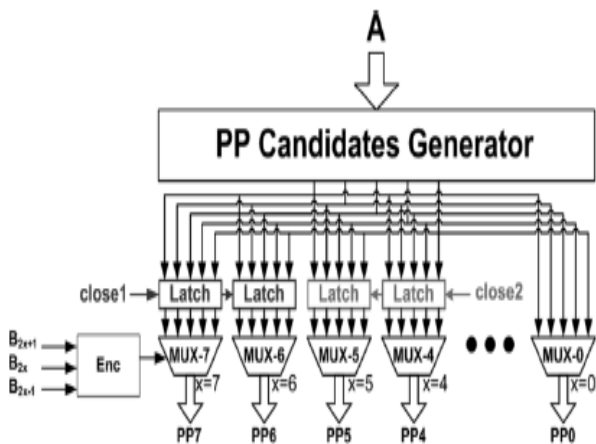 A
PP Candidates Generator
close1 Latch Latch Latch Latch close2
B2x+1
B2x
B2x-1
Enc
MUX-7 MUX-6 MUX-5 MUX-4 MUX-0
x=7 x=6 x=5 x=4 x=0
PP7 PP6 PP5 PP4 PP0